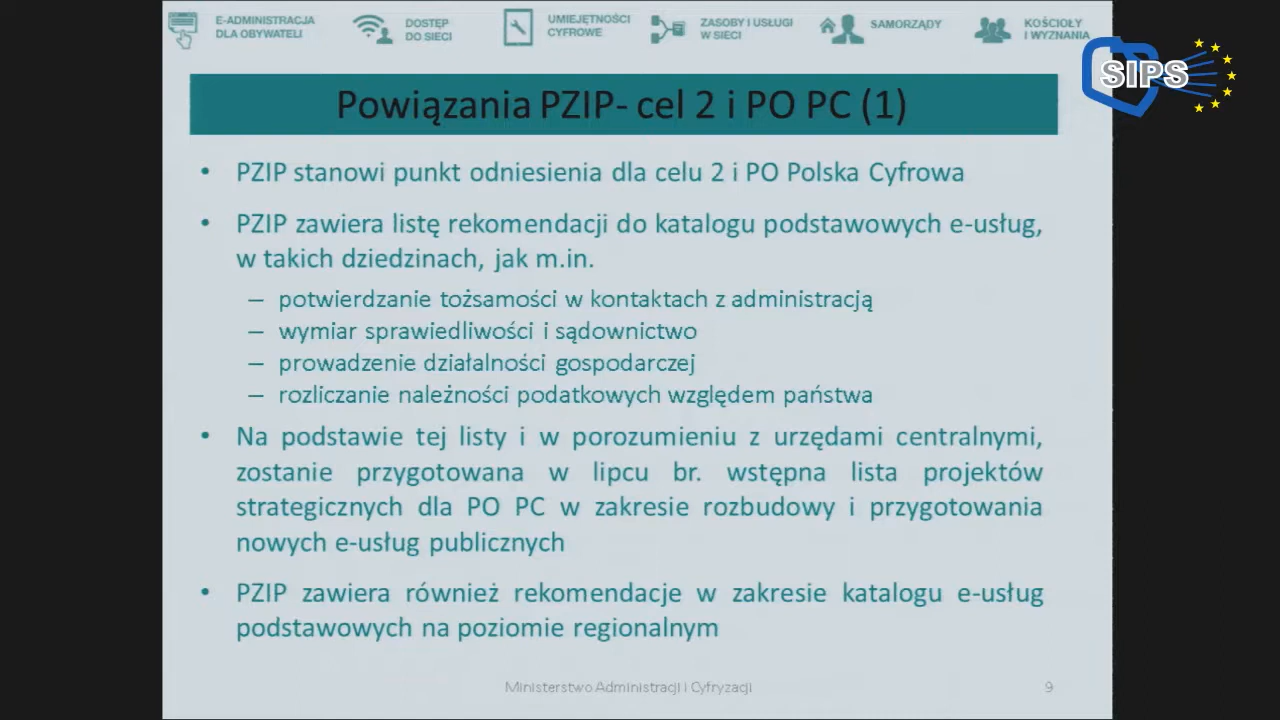 E-ADMINISTRACJA
DLA OBYWATELI
DOSTĘP
DO SIECI
UMIEJĘTNOŚCI
CYFROWE
ZASOBY I USŁUGI
W SIECI
SAMORZĄDY
KOŚCIOŁY
I WYZNANIA
SIPS
Powiązania PZIP- cel 2 i PO PC (1)
• PZIP stanowi punkt odniesienia dla celu 2 i PO Polska Cyfrowa
• PZIP zawiera listę rekomendacji do katalogu podstawowych e-usług,
w takich dziedzinach, jak m.in.
– potwierdzanie tożsamości w kontaktach z administracją
– wymiar sprawiedliwości i sądownictwo
– prowadzenie działalności gospodarczej
– rozliczanie należności podatkowych względem państwa
• Na podstawie tej listy i w porozumieniu z urzędami centralnymi,
zostanie przygotowana w lipcu br. wstępna lista projektów
strategicznych dla PO PC w zakresie rozbudowy i przygotowania
nowych e-usług publicznych
• PZIP zawiera również rekomendacje w zakresie katalogu e-usług
podstawowych na poziomie regionalnym
Ministerstwo Administracji i Cyfryzacji
9